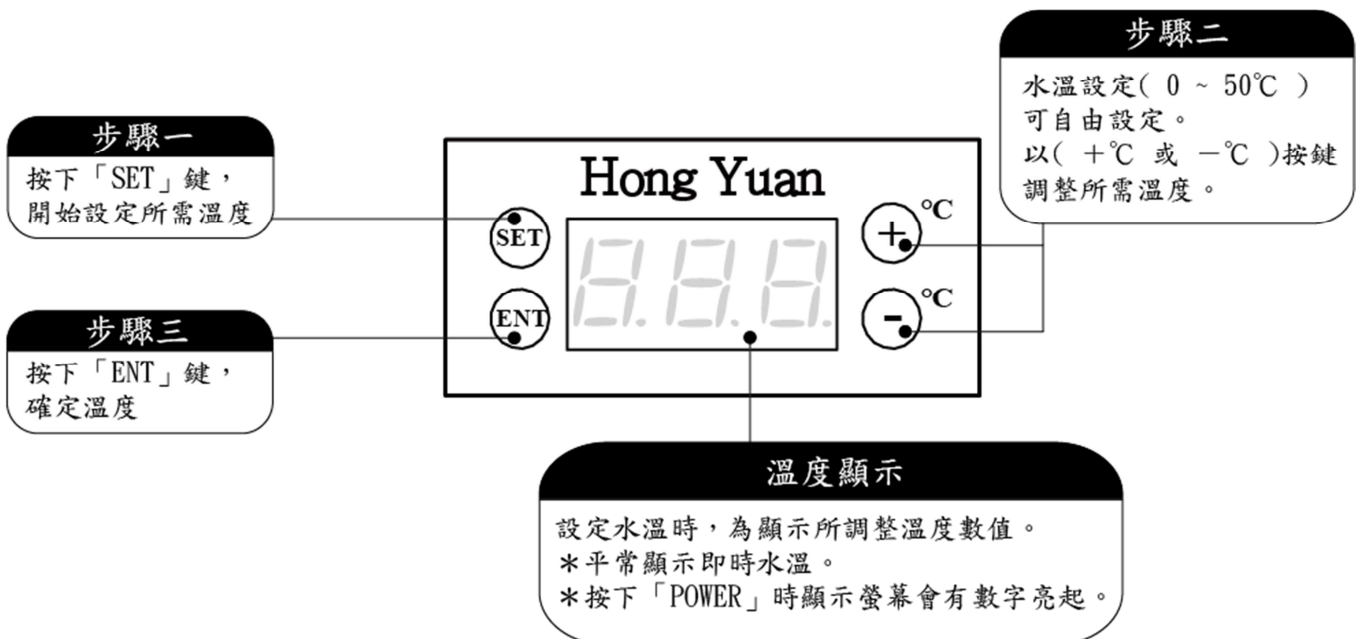 步驟一
按下「SET」鍵，
開始設定所需溫度
步驟二
水溫設定( 0 ~ 50℃ )
可自由設定。
以( +℃ 或 －℃ )按鍵
調整所需溫度。
步驟三
按下「ENT」鍵，
確定溫度
Hong Yuan
SET
ENT
+ ℃
- ℃
溫度顯示
設定水溫時，為顯示所調整溫度數值。
＊平常顯示即時水溫。
＊按下「POWER」時顯示螢幕會有數字亮起。